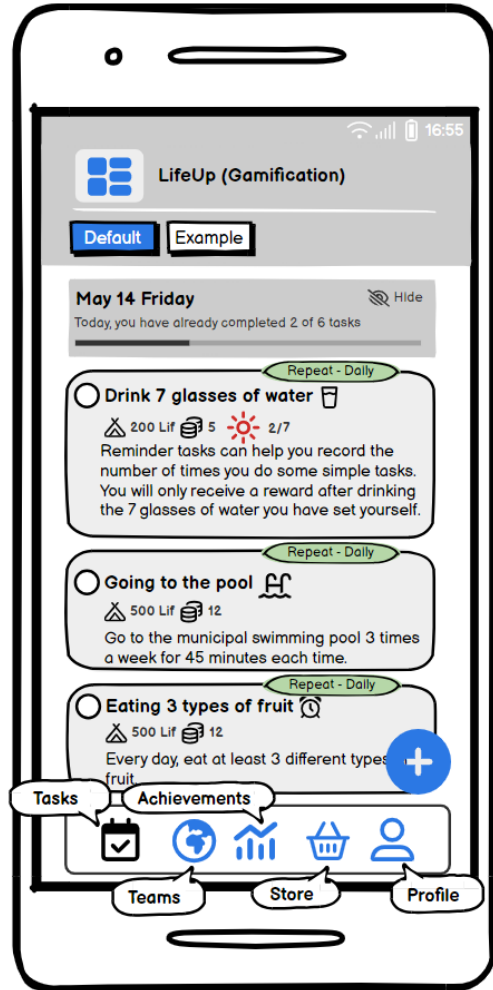 16:55
LifeUp (Gamification)
Default
Example
May 14 Friday
Hide
Today, you have already completed 2 of 6 tasks
Repeat - Daily
Drink 7 glasses of water
200 Lif 5 2/7
Reminder tasks can help you record the
number of times you do some simple tasks.
You will only receive a reward after drinking
the 7 glasses of water you have set yourself.
Repeat - Daily
Going to the pool
500 Lif 12
Go to the municipal swimming pool 3 times
a week for 45 minutes each time.
Repeat - Daily
Eating 3 types of fruit
500 Lif 12
Every day, eat at least 3 different types
fruit.
Tasks
Achievements
Teams
Store
Profile